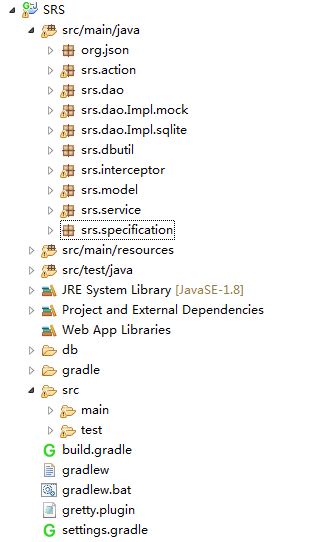 SRS
src/main/java
org.json
srs.action
srs.dao
srs.dao.Impl.mock
srs.dao.Impl.sqlite
srs.dbutil
srs.interceptor
srs.model
srs.service
srs.specification
src/main/resources
src/test/java
JRE System Library [JavaSE-1.8]
Project and External Dependencies
Web App Libraries
db
gradle
src
main
test
build.gradle
gradlew
gradlew.bat
gretty.plugin
settings.gradle